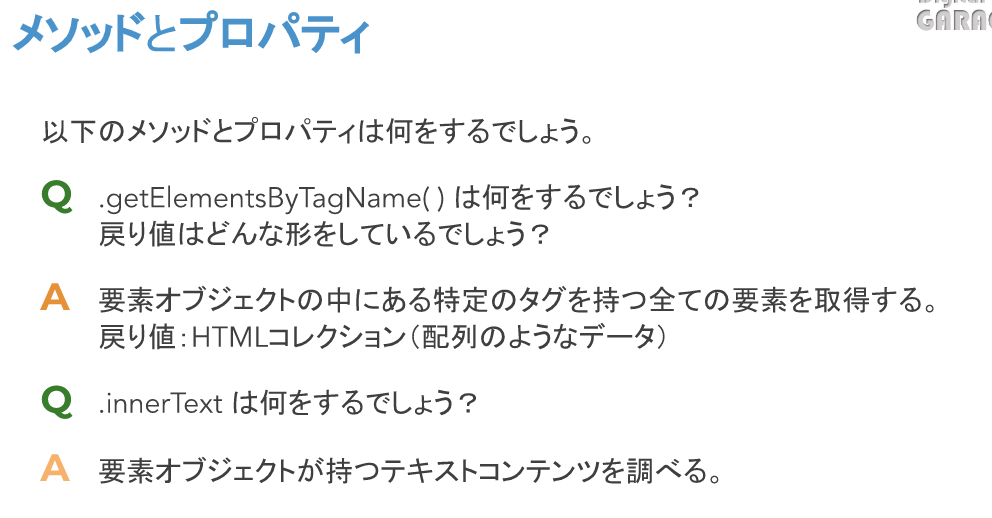 メソッドとプロパティ
以下のメソッドとプロパティは何をするでしょう。
Q .getElementsByTagName( ) は何をするでしょう？
戻り値はどんな形をしているでしょう？
A 要素オブジェクトの中にある特定のタグを持つ全ての要素を取得する。
戻り値：HTMLコレクション（配列のようなデータ）
Q .innerText は何をするでしょう？
A 要素オブジェクトが持つテキストコンテンツを調べる。